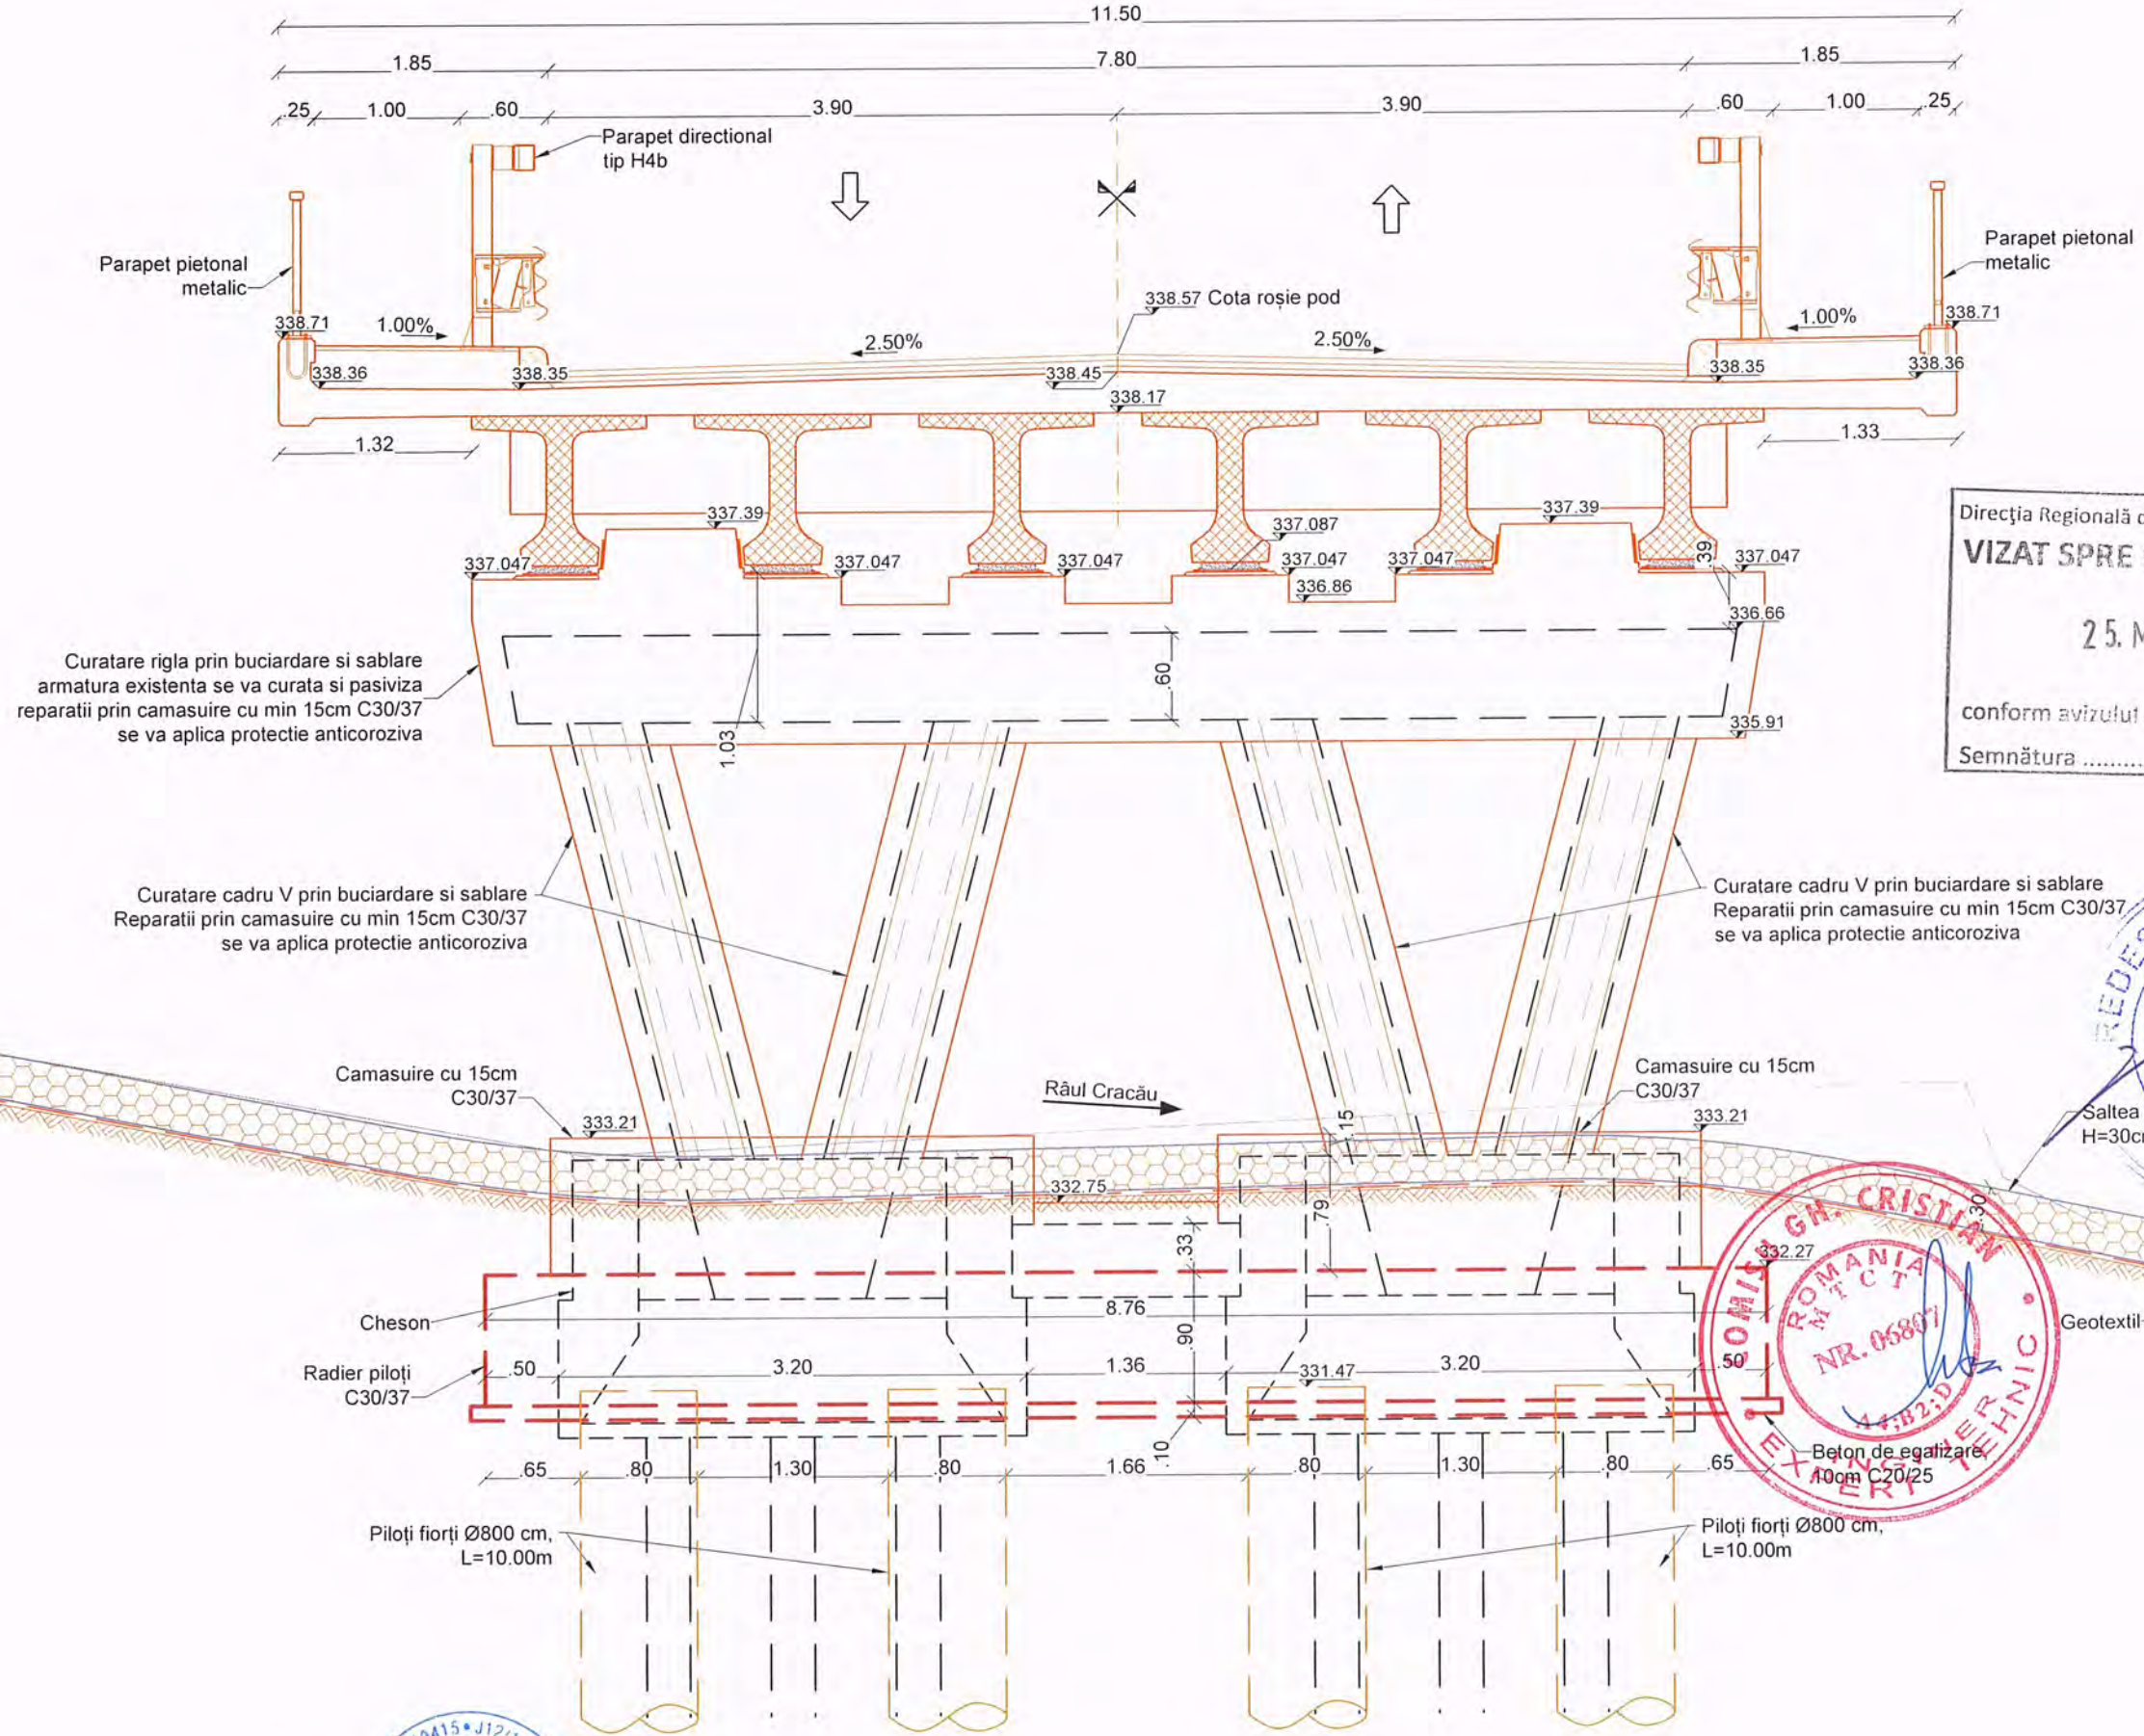 11.50
1.85 7.80 1.85
.25 1.00 .60 3.90 3.90 .60 1.00 .25
Parapet directional
tip H4b
Parapet pietonal
metalic
Parapet pietonal
metalic
338.57 Cota roșie pod
338.71 1.00% 2.50% 2.50% 1.00% 338.71
338.36 338.35 338.45 338.35 338.36
338.17
1.32 1.33
337.39 337.087 337.39
337.047 337.047 337.047 337.047 337.047 .39 337.047
336.86
336.66
Curatare rigla prin buciardare si sablare
armatura existenta se va curata si pasiviza
reparatii prin camasuire cu min 15cm C30/37
se va aplica protectie anticoroziva
.60
1.03
335.91
Direcția Regională d
VIZAT SPRE
25. M
conform avizului
Semnătura ..........
Curatare cadru V prin buciardare si sablare
Reparatii prin camasuire cu min 15cm C30/37
se va aplica protectie anticoroziva
Curatare cadru V prin buciardare si sablare
Reparatii prin camasuire cu min 15cm C30/37
se va aplica protectie anticoroziva
Camasuire cu 15cm
C30/37
Râul Cracău
Camasuire cu 15cm
C30/37
333.21 .15 333.21
Saltea
H=30cm
332.75
.79
.30
.33
332.27
Cheson
8.76
Geotextil
.90
Radier piloți
C30/37
.50 3.20 1.36 331.47 3.20 .50
.10
.65 .80 1.30 .80 1.66 .80 1.30 .80 .65
Beton de egalizare
10cm C20/25
Piloți fiorți Ø800 cm,
L=10.00m
Piloți fiorți Ø800 cm,
L=10.00m
GH. CRISTIAN
ROMANIA
M T C T
NR. 06807
A4;B2;D
INGINER
EXPERT TEHNIC